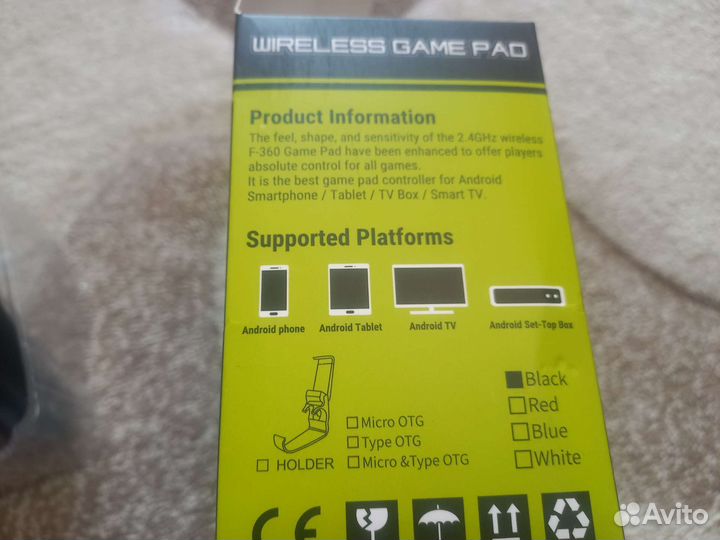 WIRELESS GAME PAD
Product Information
The feel, shape, and sensitivity of the 2.4GHz wireless
F-360 Game Pad have been enhanced to offer players
absolute control for all games.
It is the best game pad controller for Android
Smartphone / Tablet / TV Box / Smart TV.
Supported Platforms
Android phone Android Tablet Android TV Android Set-Top Box
HOLDER
Micro OTG
Type OTG
Micro &Type OTG
Black
Red
Blue
White
CE
Avito